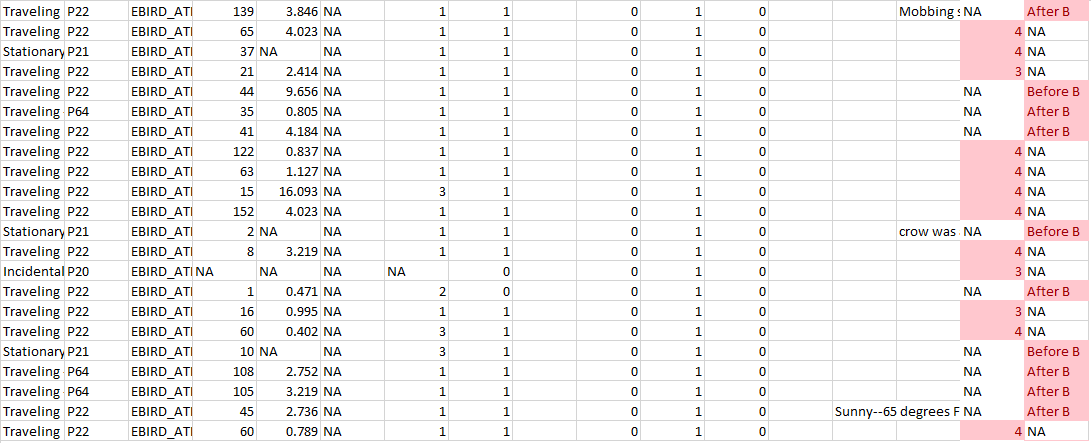 Traveling P22 EBIRD_ATI 139 3.846 NA 1 1 0 1 0 Mobbing s NA After B
Traveling P22 EBIRD_ATI 65 4.023 NA 1 1 0 1 0 4 NA
Stationary P21 EBIRD_ATI 37 NA NA 1 1 0 1 0 4 NA
Traveling P22 EBIRD_ATI 21 2.414 NA 1 1 0 1 0 3 NA
Traveling P22 EBIRD_ATI 44 9.656 NA 1 1 0 1 0 NA Before B
Traveling P64 EBIRD_ATI 35 0.805 NA 1 1 0 1 0 NA After B
Traveling P22 EBIRD_ATI 41 4.184 NA 1 1 0 1 0 NA After B
Traveling P22 EBIRD_ATI 122 0.837 NA 1 1 0 1 0 4 NA
Traveling P22 EBIRD_ATI 63 1.127 NA 1 1 0 1 0 4 NA
Traveling P22 EBIRD_ATI 15 16.093 NA 3 1 0 1 0 4 NA
Traveling P22 EBIRD_ATI 152 4.023 NA 1 1 0 1 0 4 NA
Stationary P21 EBIRD_ATI 2 NA NA 1 1 0 1 0 crow was NA Before B
Traveling P22 EBIRD_ATI 8 3.219 NA 1 1 0 1 0 4 NA
Incidental P20 EBIRD_ATI NA NA NA NA 0 0 1 0 3 NA
Traveling P22 EBIRD_ATI 1 0.471 NA 2 0 0 1 0 NA After B
Traveling P22 EBIRD_ATI 16 0.995 NA 1 1 0 1 0 3 NA
Traveling P22 EBIRD_ATI 60 0.402 NA 3 1 0 1 0 4 NA
Stationary P21 EBIRD_ATI 10 NA NA 3 1 0 1 0 NA Before B
Traveling P64 EBIRD_ATI 108 2.752 NA 1 1 0 1 0 NA After B
Traveling P64 EBIRD_ATI 105 3.219 NA 1 1 0 1 0 NA After B
Traveling P22 EBIRD_ATI 45 2.736 NA 1 1 0 1 0 Sunny--65 degrees F NA After B
Traveling P22 EBIRD_ATI 60 0.789 NA 1 1 0 1 0 4 NA